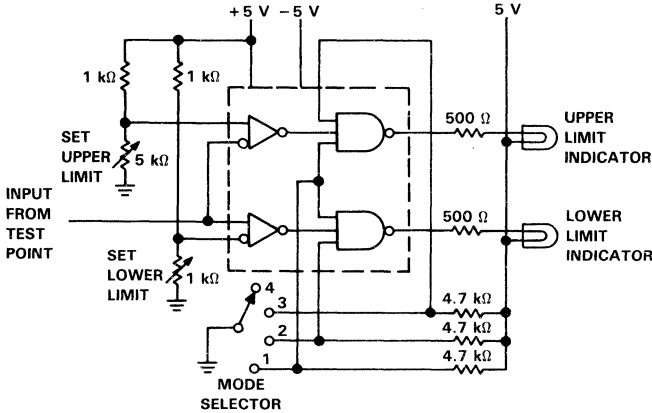 +5 V −5 V
5 V
1 kΩ
1 kΩ
500 Ω
UPPER
LIMIT
INDICATOR
SET
UPPER
LIMIT
5 kΩ
INPUT
FROM
TEST
POINT
500 Ω
LOWER
LIMIT
INDICATOR
SET
LOWER
LIMIT
1 kΩ
4
3
4.7 kΩ
2
4.7 kΩ
1
4.7 kΩ
MODE
SELECTOR